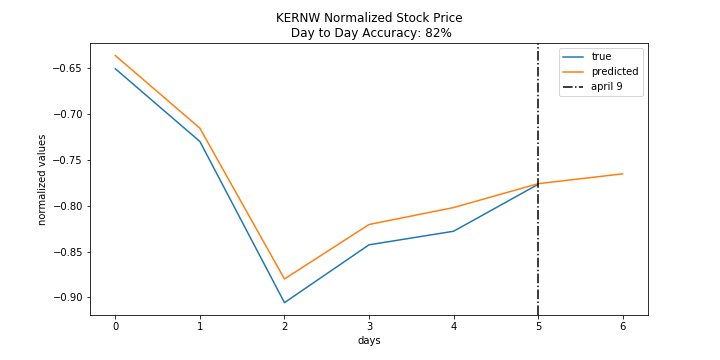 KERNW Normalized Stock Price
Day to Day Accuracy: 82%
true
predicted
april 9
normalized values
−0.65
−0.70
−0.75
−0.80
−0.85
−0.90
0 1 2 3 4 5 6
days